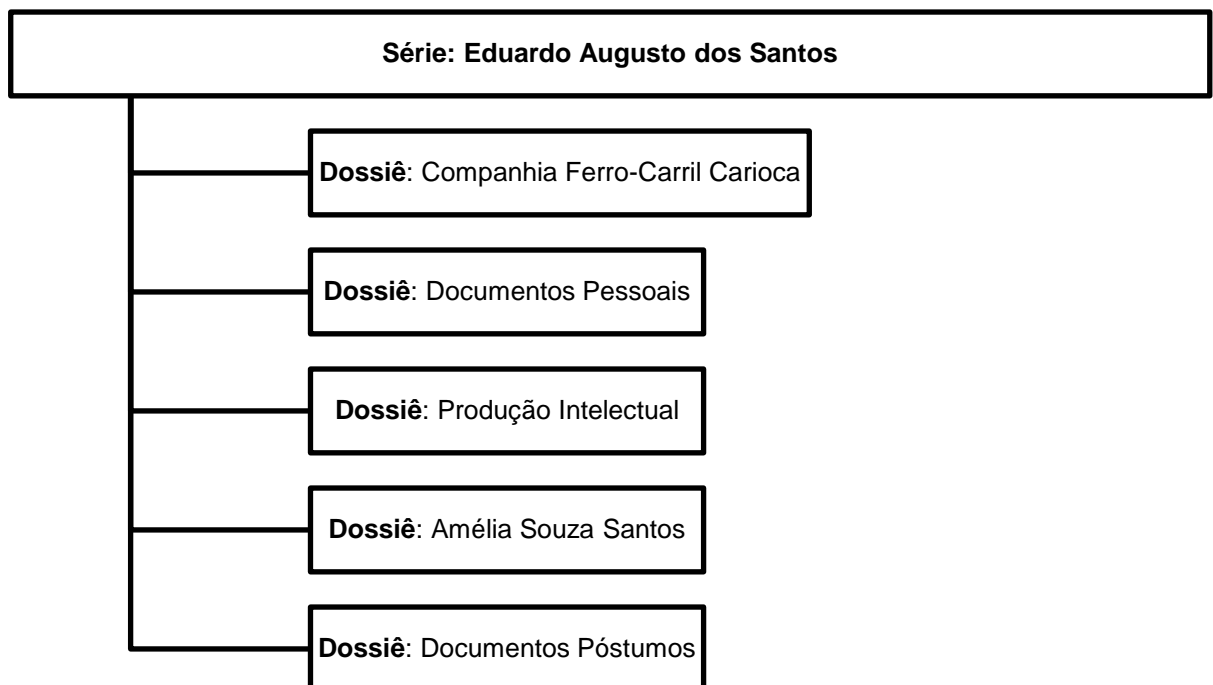 Série: Eduardo Augusto dos Santos
Dossiê: Companhia Ferro-Carril Carioca
Dossiê: Documentos Pessoais
Dossiê: Produção Intelectual
Dossiê: Amélia Souza Santos
Dossiê: Documentos Póstumos